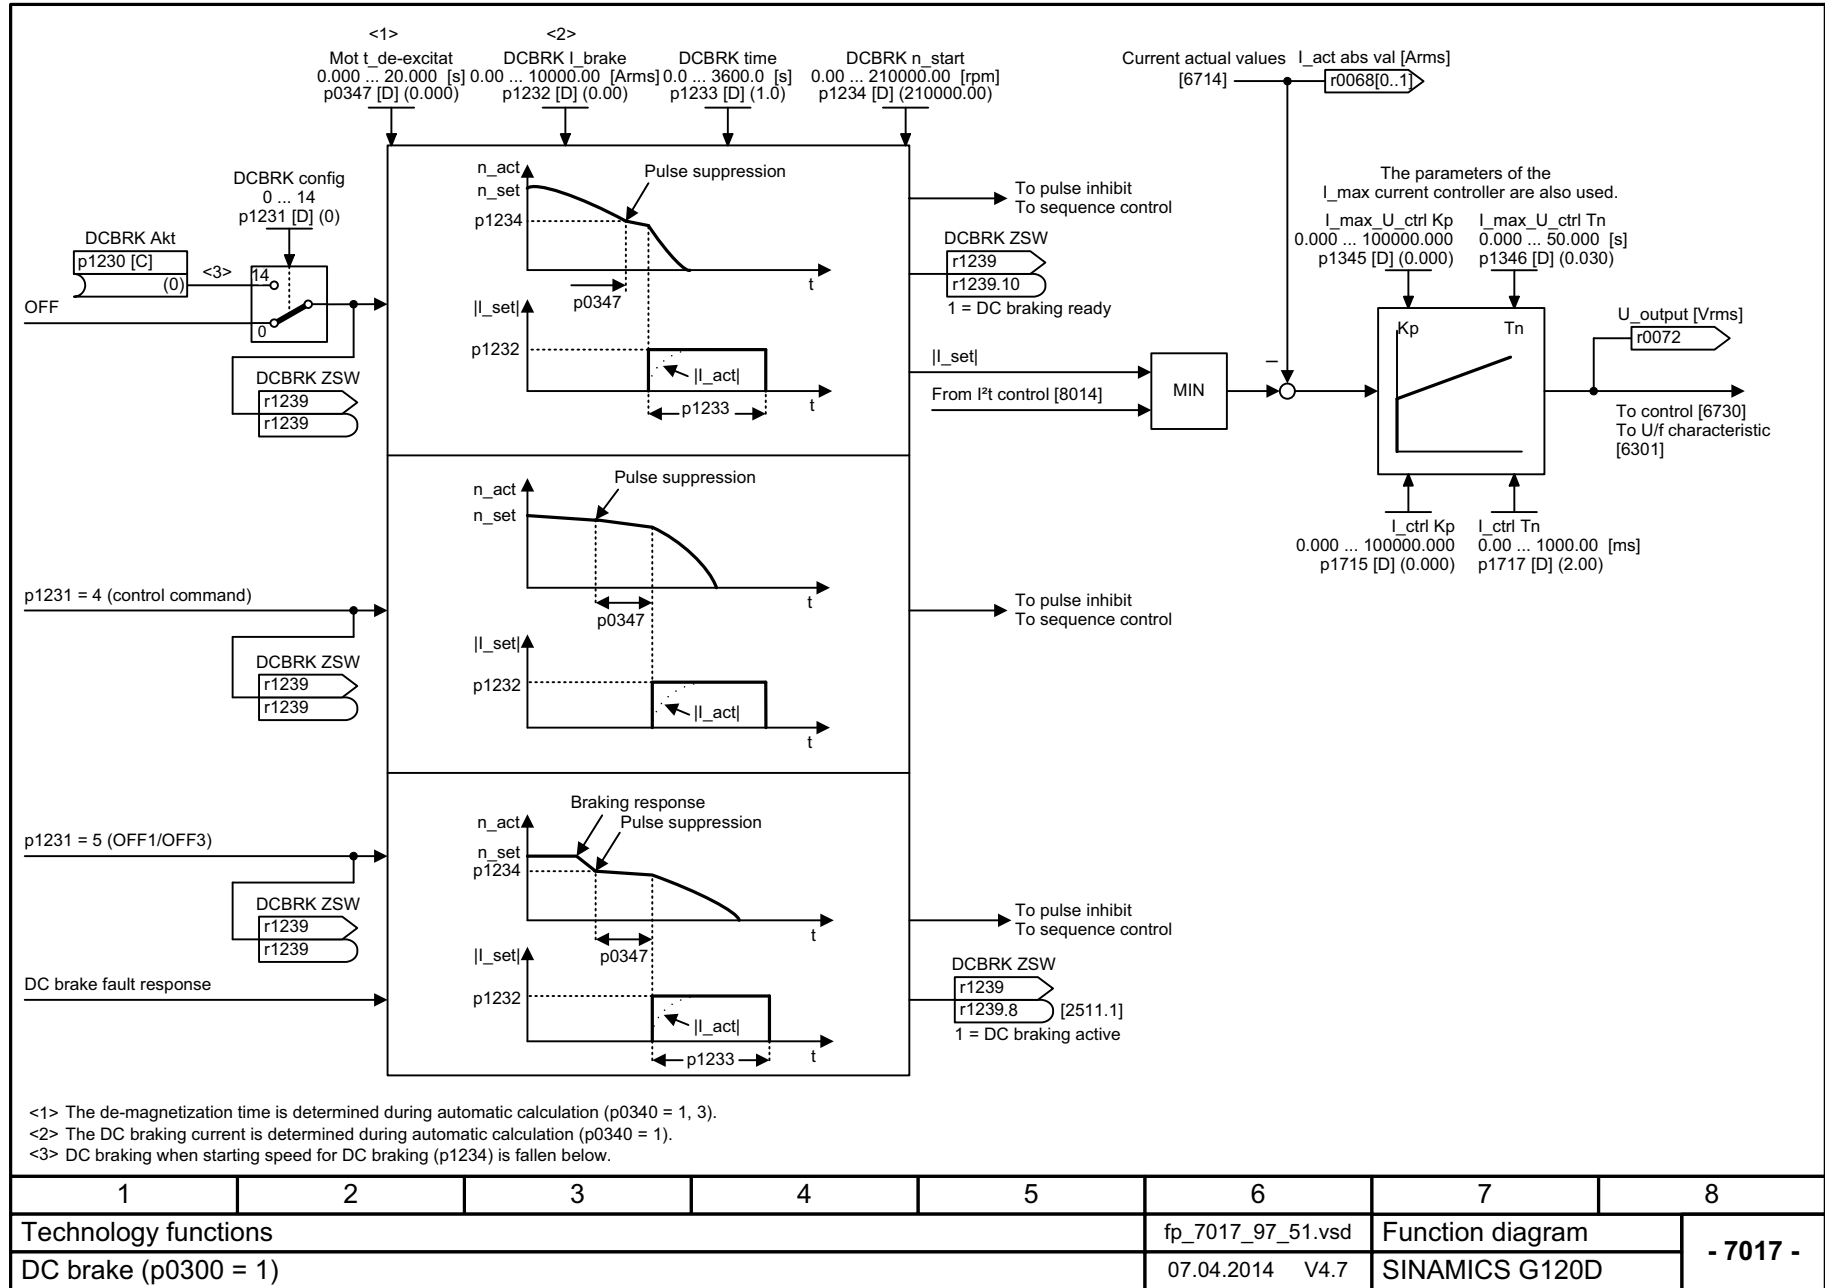 <1>
Mot t_de-excitat
0.000 ... 20.000 [s]
p0347 [D] (0.000)
<2>
DCBRK I_brake
0.00 ... 10000.00 [Arms]
p1232 [D] (0.00)
DCBRK time
0.0 ... 3600.0 [s]
p1233 [D] (1.0)
DCBRK n_start
0.00 ... 210000.00 [rpm]
p1234 [D] (210000.00)
Current actual values
[6714]
I_act abs val [Arms]
r0068[0..1]
DCBRK config
0 ... 14
p1231 [D] (0)
DCBRK Akt
p1230 [C]
(0)
<3>
14
0
OFF
DCBRK ZSW
r1239
r1239
n_act
n_set
p1234
Pulse suppression
t
p0347
|I_set|
p1232
|I_act|
p1233
t
To pulse inhibit
To sequence control
DCBRK ZSW
r1239
r1239.10
1 = DC braking ready
|I_set|
From I²t control [8014]
MIN
–
The parameters of the
I_max current controller are also used.
I_max_U_ctrl Kp
0.000 ... 100000.000
p1345 [D] (0.000)
I_max_U_ctrl Tn
0.000 ... 50.000 [s]
p1346 [D] (0.030)
Kp
Tn
U_output [Vrms]
r0072
To control [6730]
To U/f characteristic
[6301]
I_ctrl Kp
0.000 ... 100000.000
p1715 [D] (0.000)
I_ctrl Tn
0.00 ... 1000.00 [ms]
p1717 [D] (2.00)
p1231 = 4 (control command)
DCBRK ZSW
r1239
r1239
n_act
n_set
Pulse suppression
t
p0347
|I_set|
p1232
|I_act|
t
To pulse inhibit
To sequence control
p1231 = 5 (OFF1/OFF3)
DCBRK ZSW
r1239
r1239
DC brake fault response
Braking response
Pulse suppression
n_act
n_set
p1234
t
p0347
|I_set|
p1232
|I_act|
p1233
t
To pulse inhibit
To sequence control
DCBRK ZSW
r1239
r1239.8
[2511.1]
1 = DC braking active
<1> The de-magnetization time is determined during automatic calculation (p0340 = 1, 3).
<2> The DC braking current is determined during automatic calculation (p0340 = 1).
<3> DC braking when starting speed for DC braking (p1234) is fallen below.
1 2 3 4 5 6 7 8
Technology functions
fp_7017_97_51.vsd
Function diagram
- 7017 -
DC brake (p0300 = 1)
07.04.2014 V4.7
SINAMICS G120D